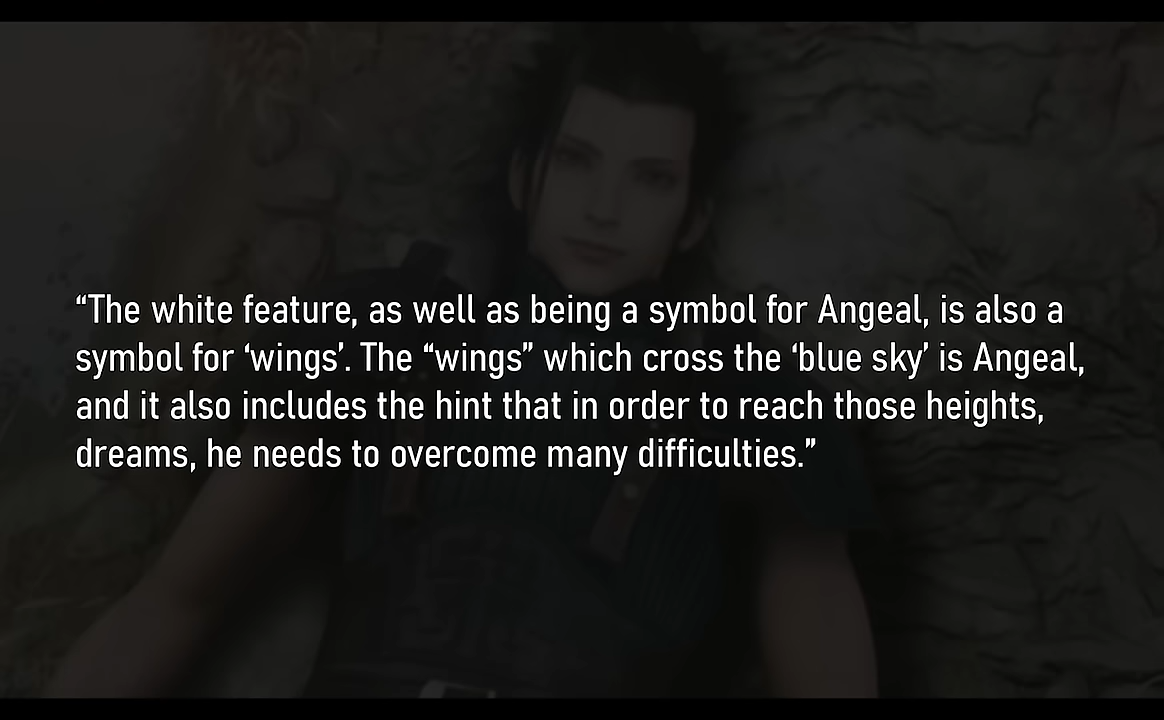 “The white feature, as well as being a symbol for Angeal, is also a
symbol for ‘wings’. The “wings” which cross the ‘blue sky’ is Angeal,
and it also includes the hint that in order to reach those heights,
dreams, he needs to overcome many difficulties.”